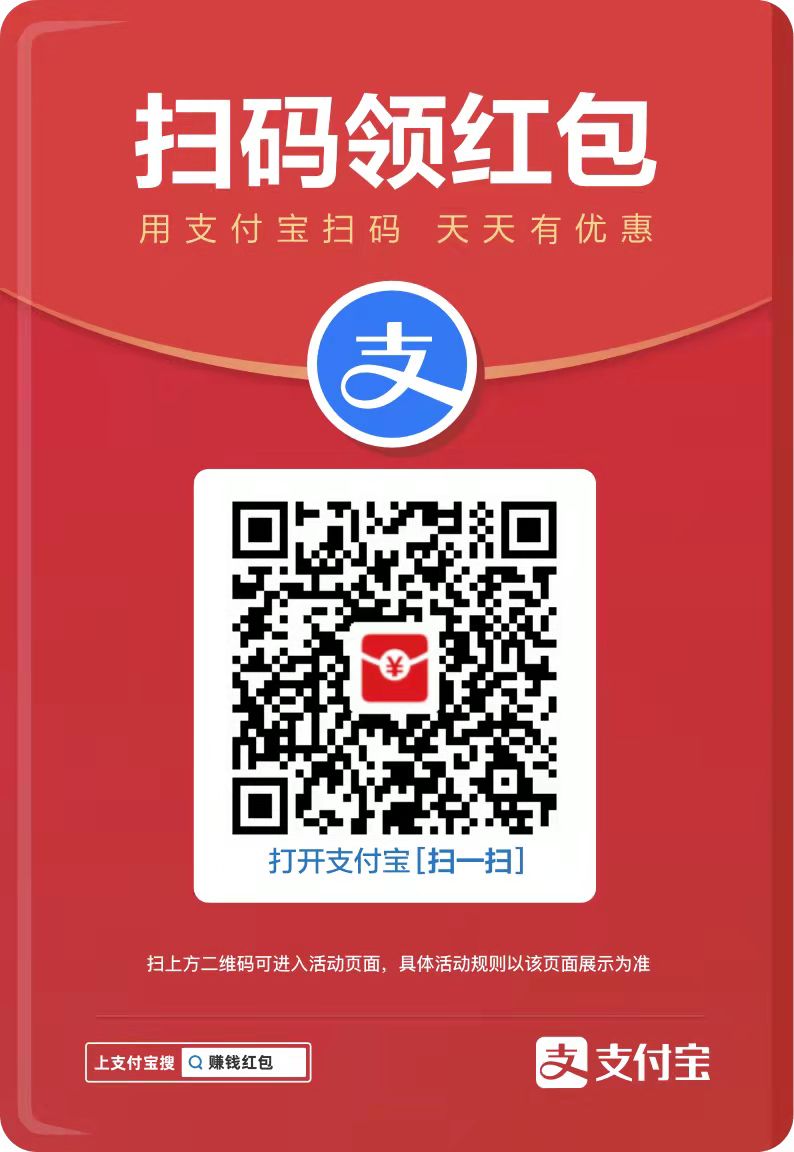 扫码领红包
用支付宝扫码 天天有优惠
支
¥
打开支付宝[扫一扫]
扫上方二维码可进入活动页面，具体活动规则以该页面展示为准
上支付宝搜 赚钱红包
支 支付宝